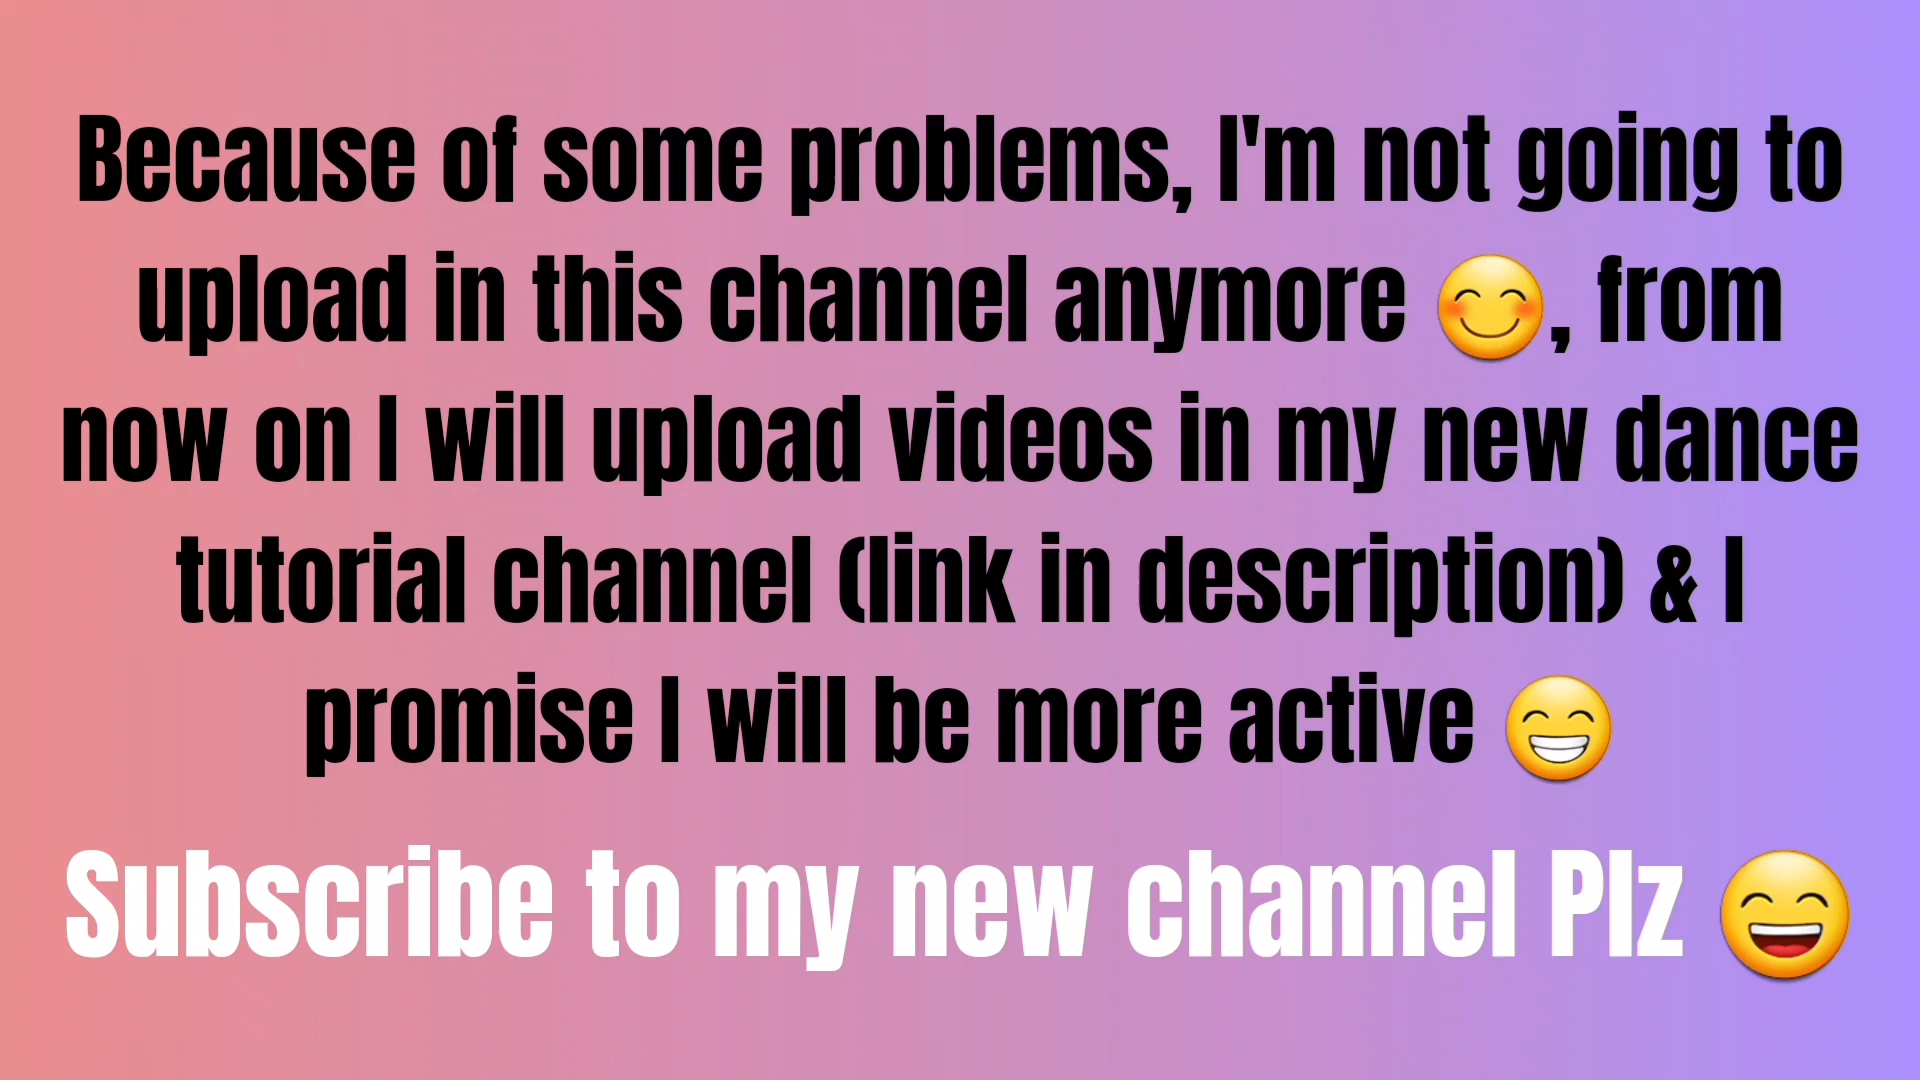 Because of some problems, I'm not going to
upload in this channel anymore 😊, from
now on I will upload videos in my new dance
tutorial channel (link in description) & I
promise I will be more active 😁
Subscribe to my new channel Plz 😄